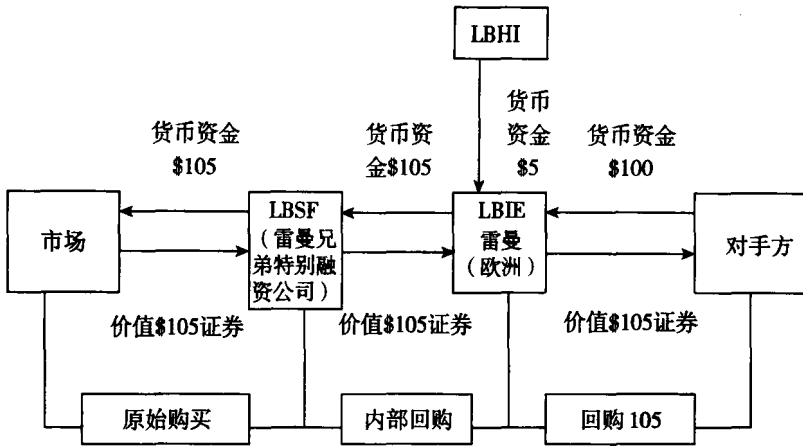 LBHI
货币
资金
$5
货币资金
$105
货币资
金$105
货币资金
$100
市场
LBSF
（雷曼兄
弟特别融
资公司）
LBIE
雷曼
（欧洲）
对手方
价值$105证券
价值$105证券
价值$105证券
原始购买
内部回购
回购 105